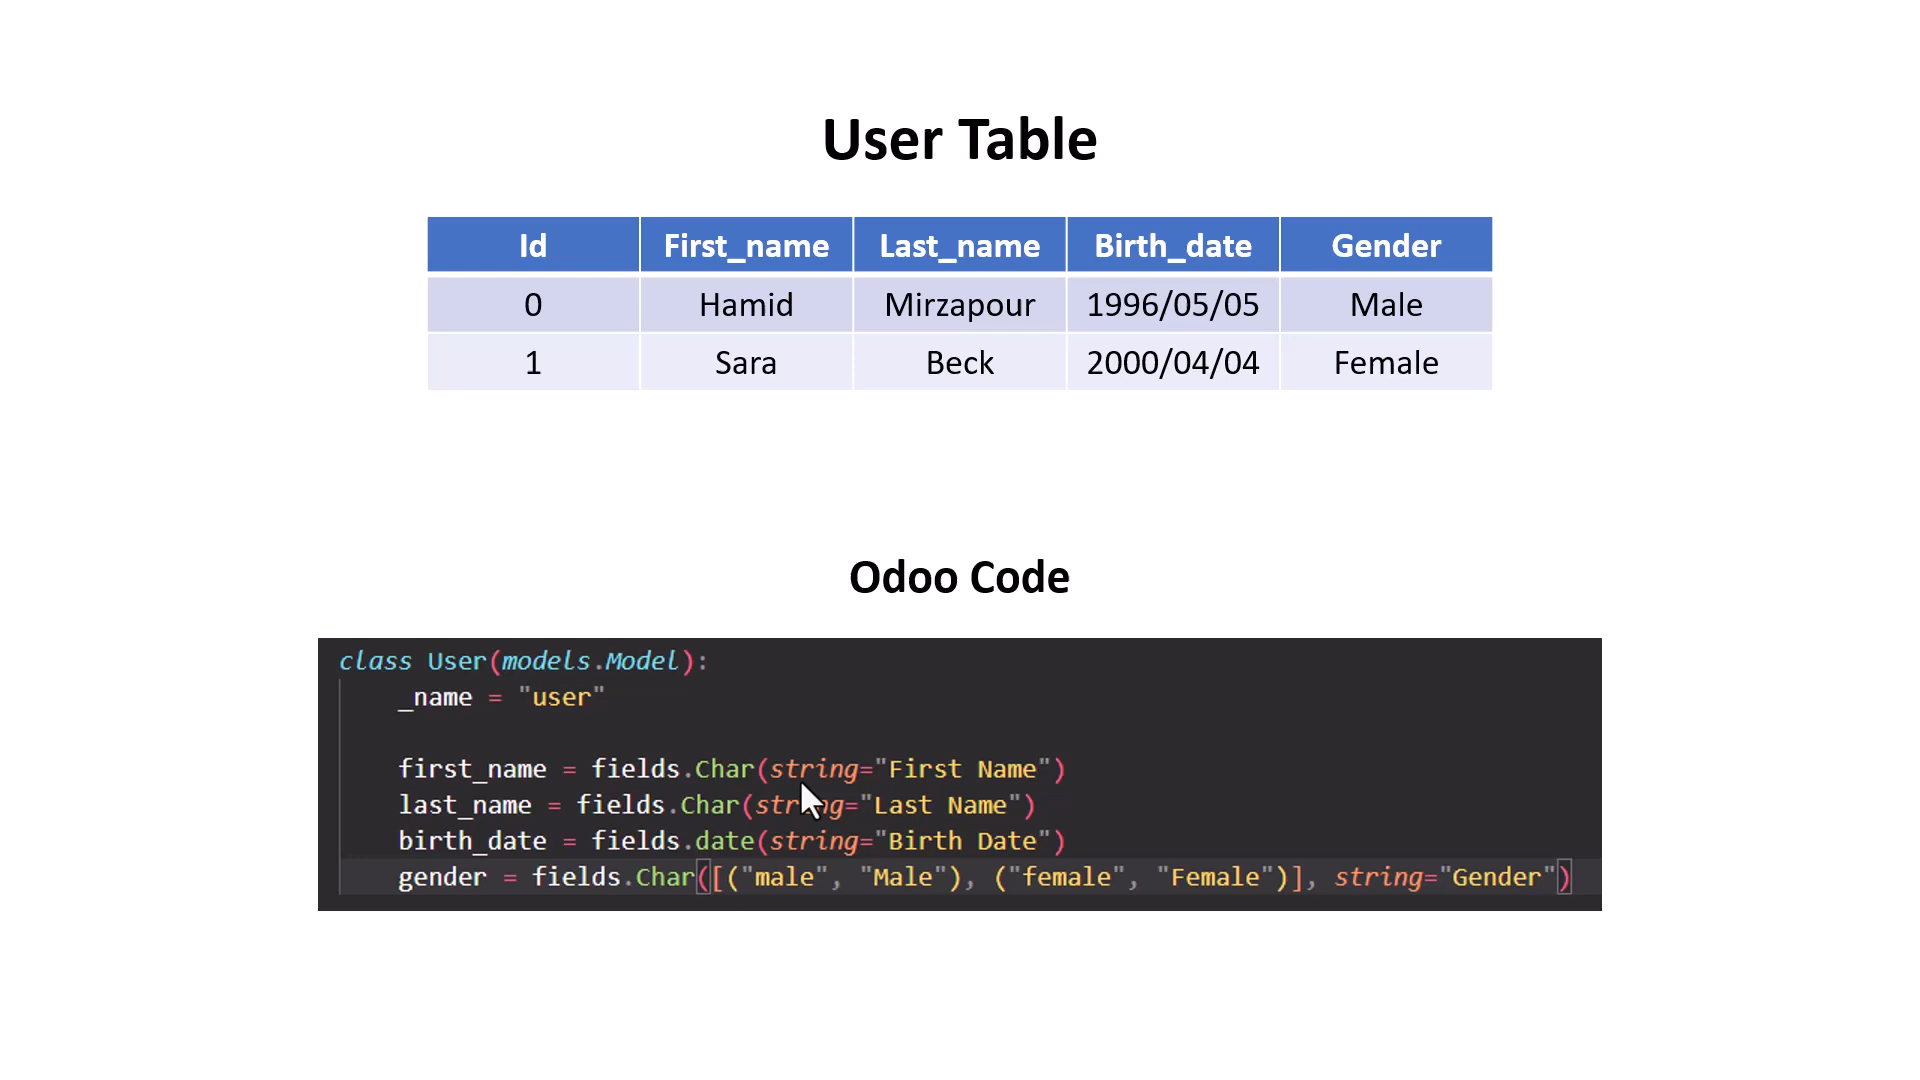 User Table
Id First_name Last_name Birth_date Gender
0 Hamid Mirzapour 1996/05/05 Male
1 Sara Beck 2000/04/04 Female
Odoo Code
class User(models.Model):
_name = "user"
first_name = fields.Char(string="First Name")
last_name = fields.Char(string="Last Name")
birth_date = fields.date(string="Birth Date")
gender = fields.Char([("male", "Male"), ("female", "Female")], string="Gender")